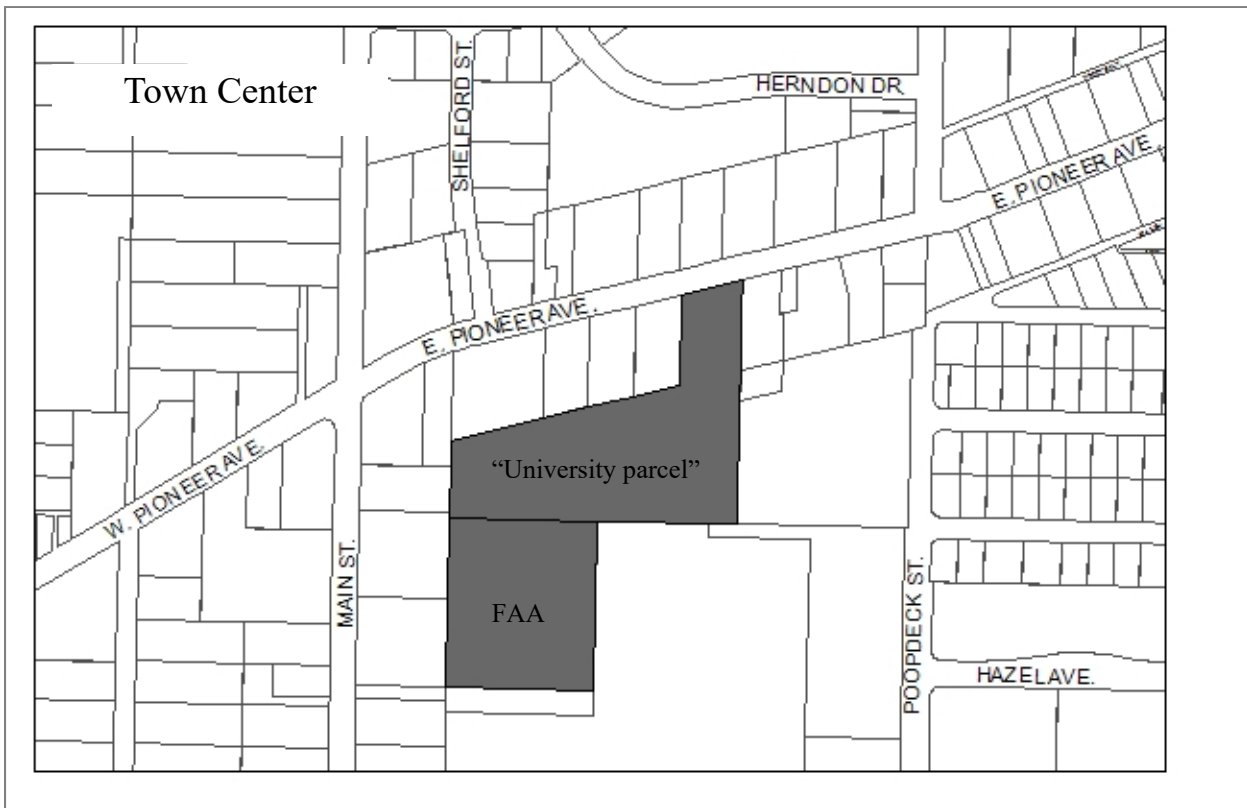 Town Center
SHELFORD ST.
HERNDON DR.
E. PIONEER AVE.
E. PIONEER AVE.
W. PIONEER AVE.
"University parcel"
MAIN ST.
FAA
POOPDECK ST.
HAZEL AVE.